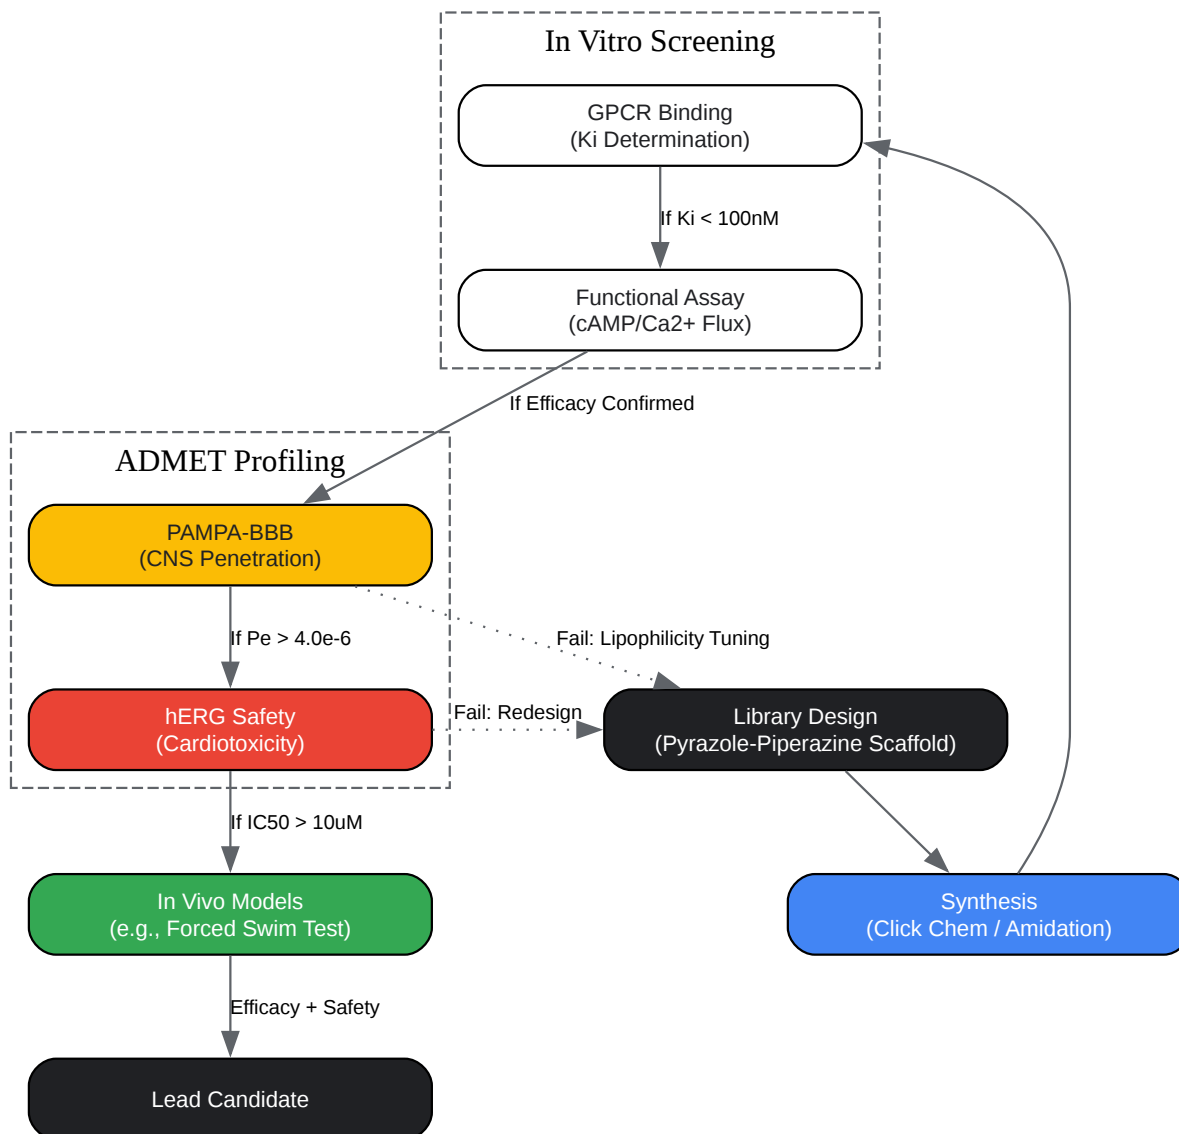 In Vitro Screening
GPCR Binding
(Ki Determination)
If Ki < 100nM
Functional Assay
(cAMP/Ca2+ Flux)
If Efficacy Confirmed
ADMET Profiling
PAMPA-BBB
(CNS Penetration)
If Pe > 4.0e-6
Fail: Lipophilicity Tuning
hERG Safety
(Cardiotoxicity)
Fail: Redesign
Library Design
(Pyrazole-Piperazine Scaffold)
If IC50 > 10uM
In Vivo Models
(e.g., Forced Swim Test)
Synthesis
(Click Chem / Amidation)
Efficacy + Safety
Lead Candidate